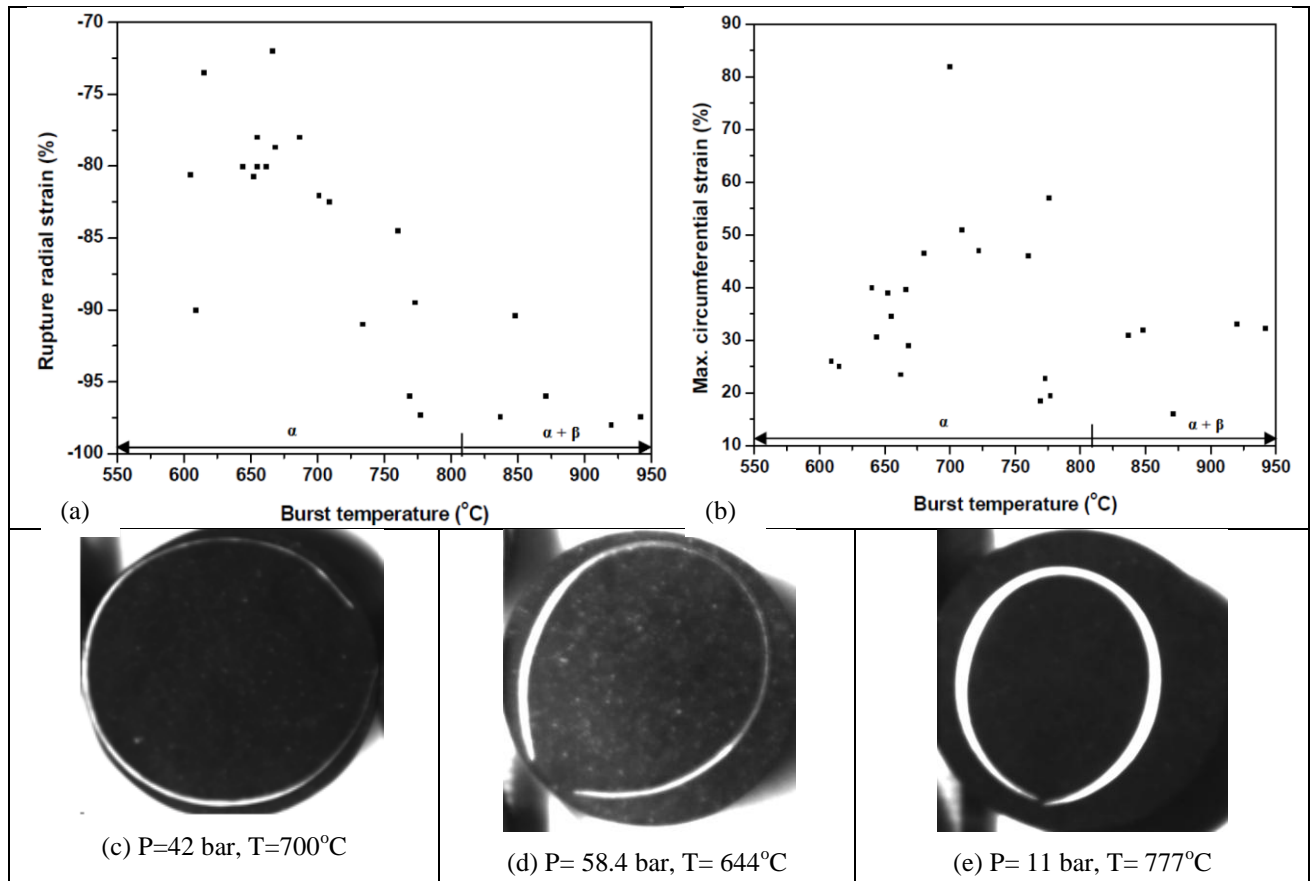 -70
-75
-80
-85
-90
-95
-100
Rupture radial strain (%)
α
α + β
550 600 650 700 750 800 850 900 950
(a)
Burst temperature (°C)
90
80
70
60
50
40
30
20
10
Max. circumferential strain (%)
α
α + β
550 600 650 700 750 800 850 900 950
(b)
Burst temperature (°C)
(c) P=42 bar, T=700°C
(d) P= 58.4 bar, T= 644°C
(e) P= 11 bar, T= 777°C